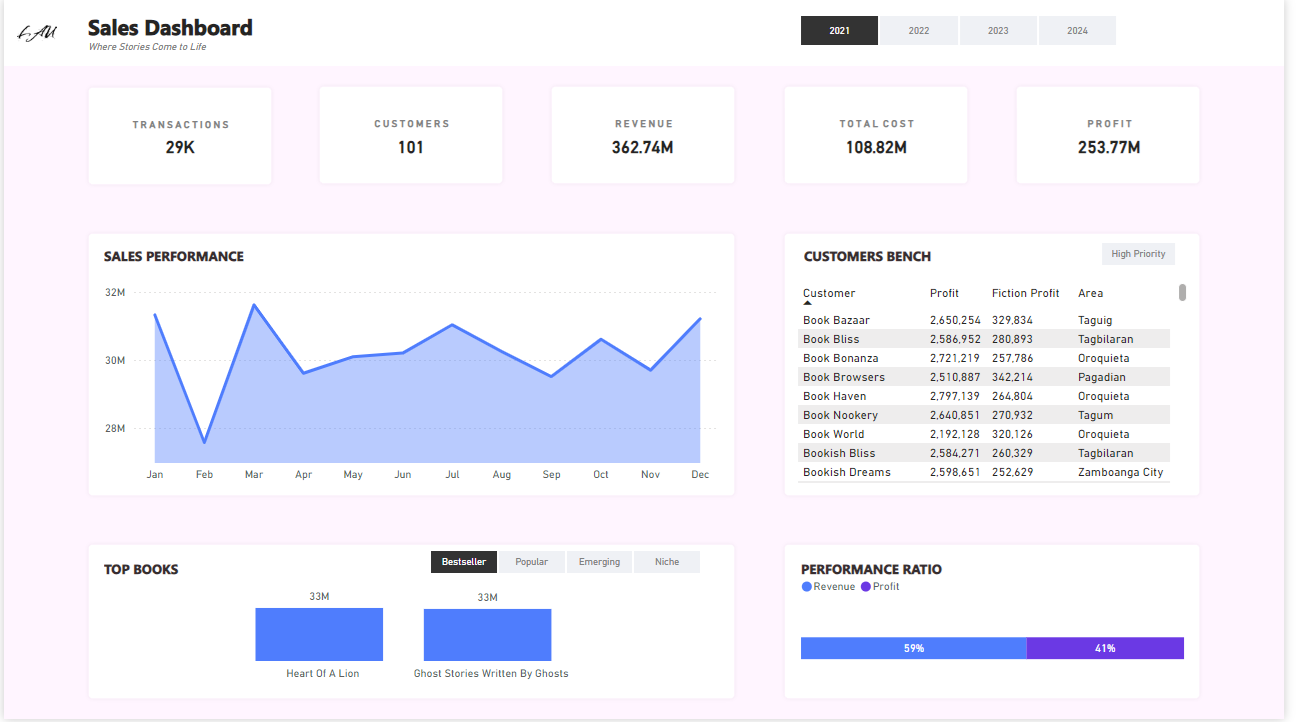 Sales Dashboard
Where Stories Come to Life
2021 2022 2023 2024
TRANSACTIONS
29K
CUSTOMERS
101
REVENUE
362.74M
TOTAL COST
108.82M
PROFIT
253.77M
SALES PERFORMANCE
32M
30M
28M
Jan Feb Mar Apr May Jun Jul Aug Sep Oct Nov Dec
CUSTOMERS BENCH
High Priority
Customer Profit Fiction Profit Area
Book Bazaar 2,650,254 329,834 Taguig
Book Bliss 2,586,952 280,893 Tagbilaran
Book Bonanza 2,721,219 257,786 Oroquieta
Book Browsers 2,510,887 342,214 Pagadian
Book Haven 2,797,139 264,804 Oroquieta
Book Nookery 2,640,851 270,932 Tagum
Book World 2,192,128 320,126 Oroquieta
Bookish Bliss 2,584,271 260,329 Tagbilaran
Bookish Dreams 2,598,651 252,629 Zamboanga City
TOP BOOKS
Bestseller Popular Emerging Niche
33M 33M
Heart Of A Lion Ghost Stories Written By Ghosts
PERFORMANCE RATIO
Revenue Profit
59% 41%